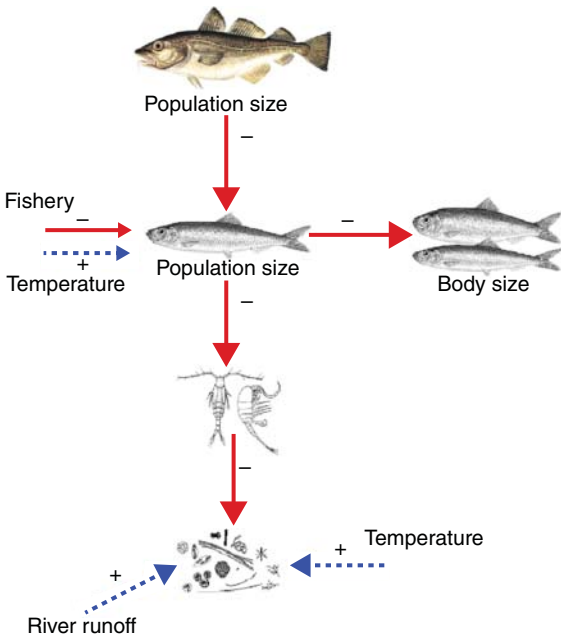 Population size
–
Fishery
–
+
Temperature
Population size
–
Body size
–
–
Temperature
+
+
River runoff